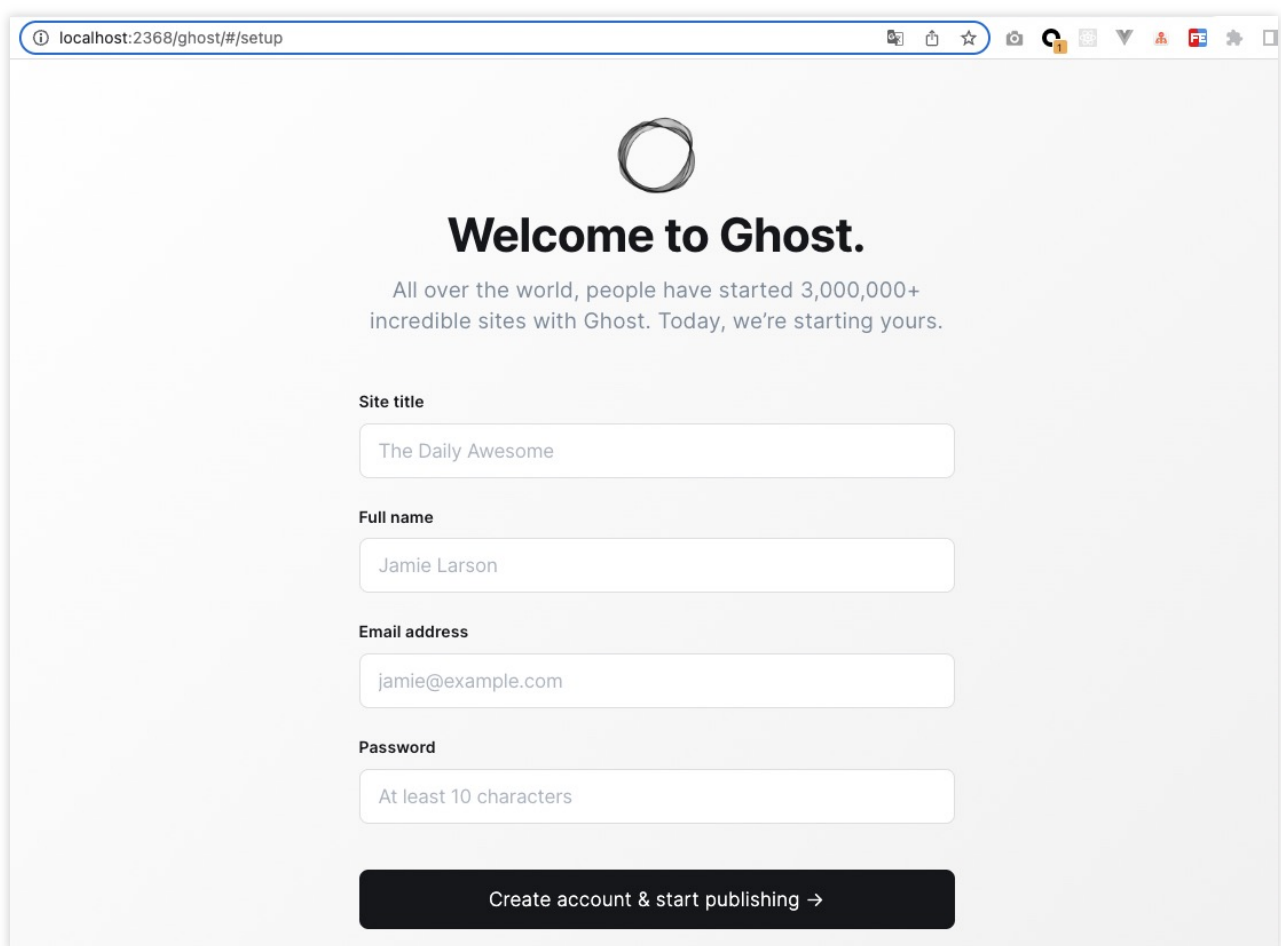 localhost:2368/ghost/#/setup
1
FE
Welcome to Ghost.
All over the world, people have started 3,000,000+
incredible sites with Ghost. Today, we’re starting yours.
Site title
The Daily Awesome
Full name
Jamie Larson
Email address
jamie@example.com
Password
At least 10 characters
Create account & start publishing →